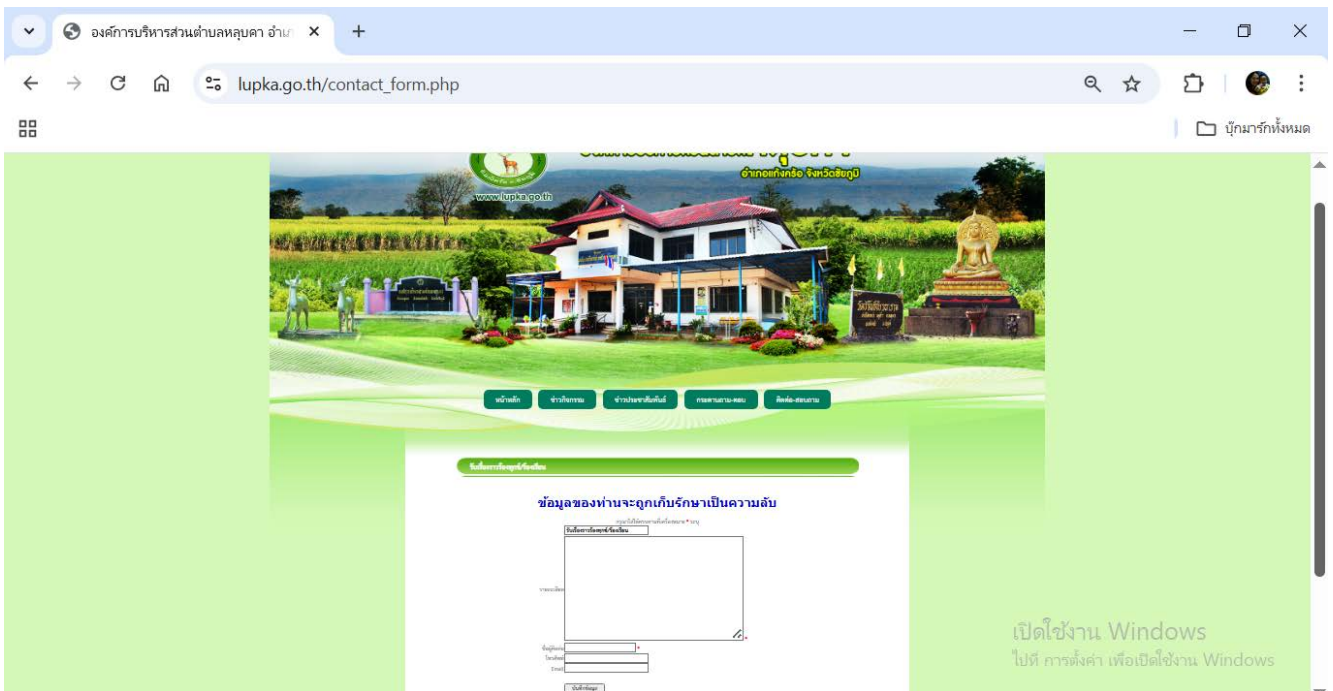 องค์การบริหารส่วนตำบลหลุบคา อำเภ
lupka.go.th/contact_form.php
บุ๊กมาร์กทั้งหมด
อำเภอแก้งคร้อ จังหวัดชัยภูมิ
www.lupka.go.th
หน้าหลัก
ข่าวกิจกรรม
ข่าวประชาสัมพันธ์
กระดานถาม-ตอบ
ติดต่อ-สอบถาม
รับเรื่องราวร้องทุกข์/ร้องเรียน
ข้อมูลของท่านจะถูกเก็บรักษาเป็นความลับ
รับเรื่องราวร้องทุกข์/ร้องเรียน
รายละเอียด
*
โทรศัพท์
Email
บันทึกข้อมูล
เปิดใช้งาน Windows
ไปที่ การตั้งค่า เพื่อเปิดใช้งาน Windows